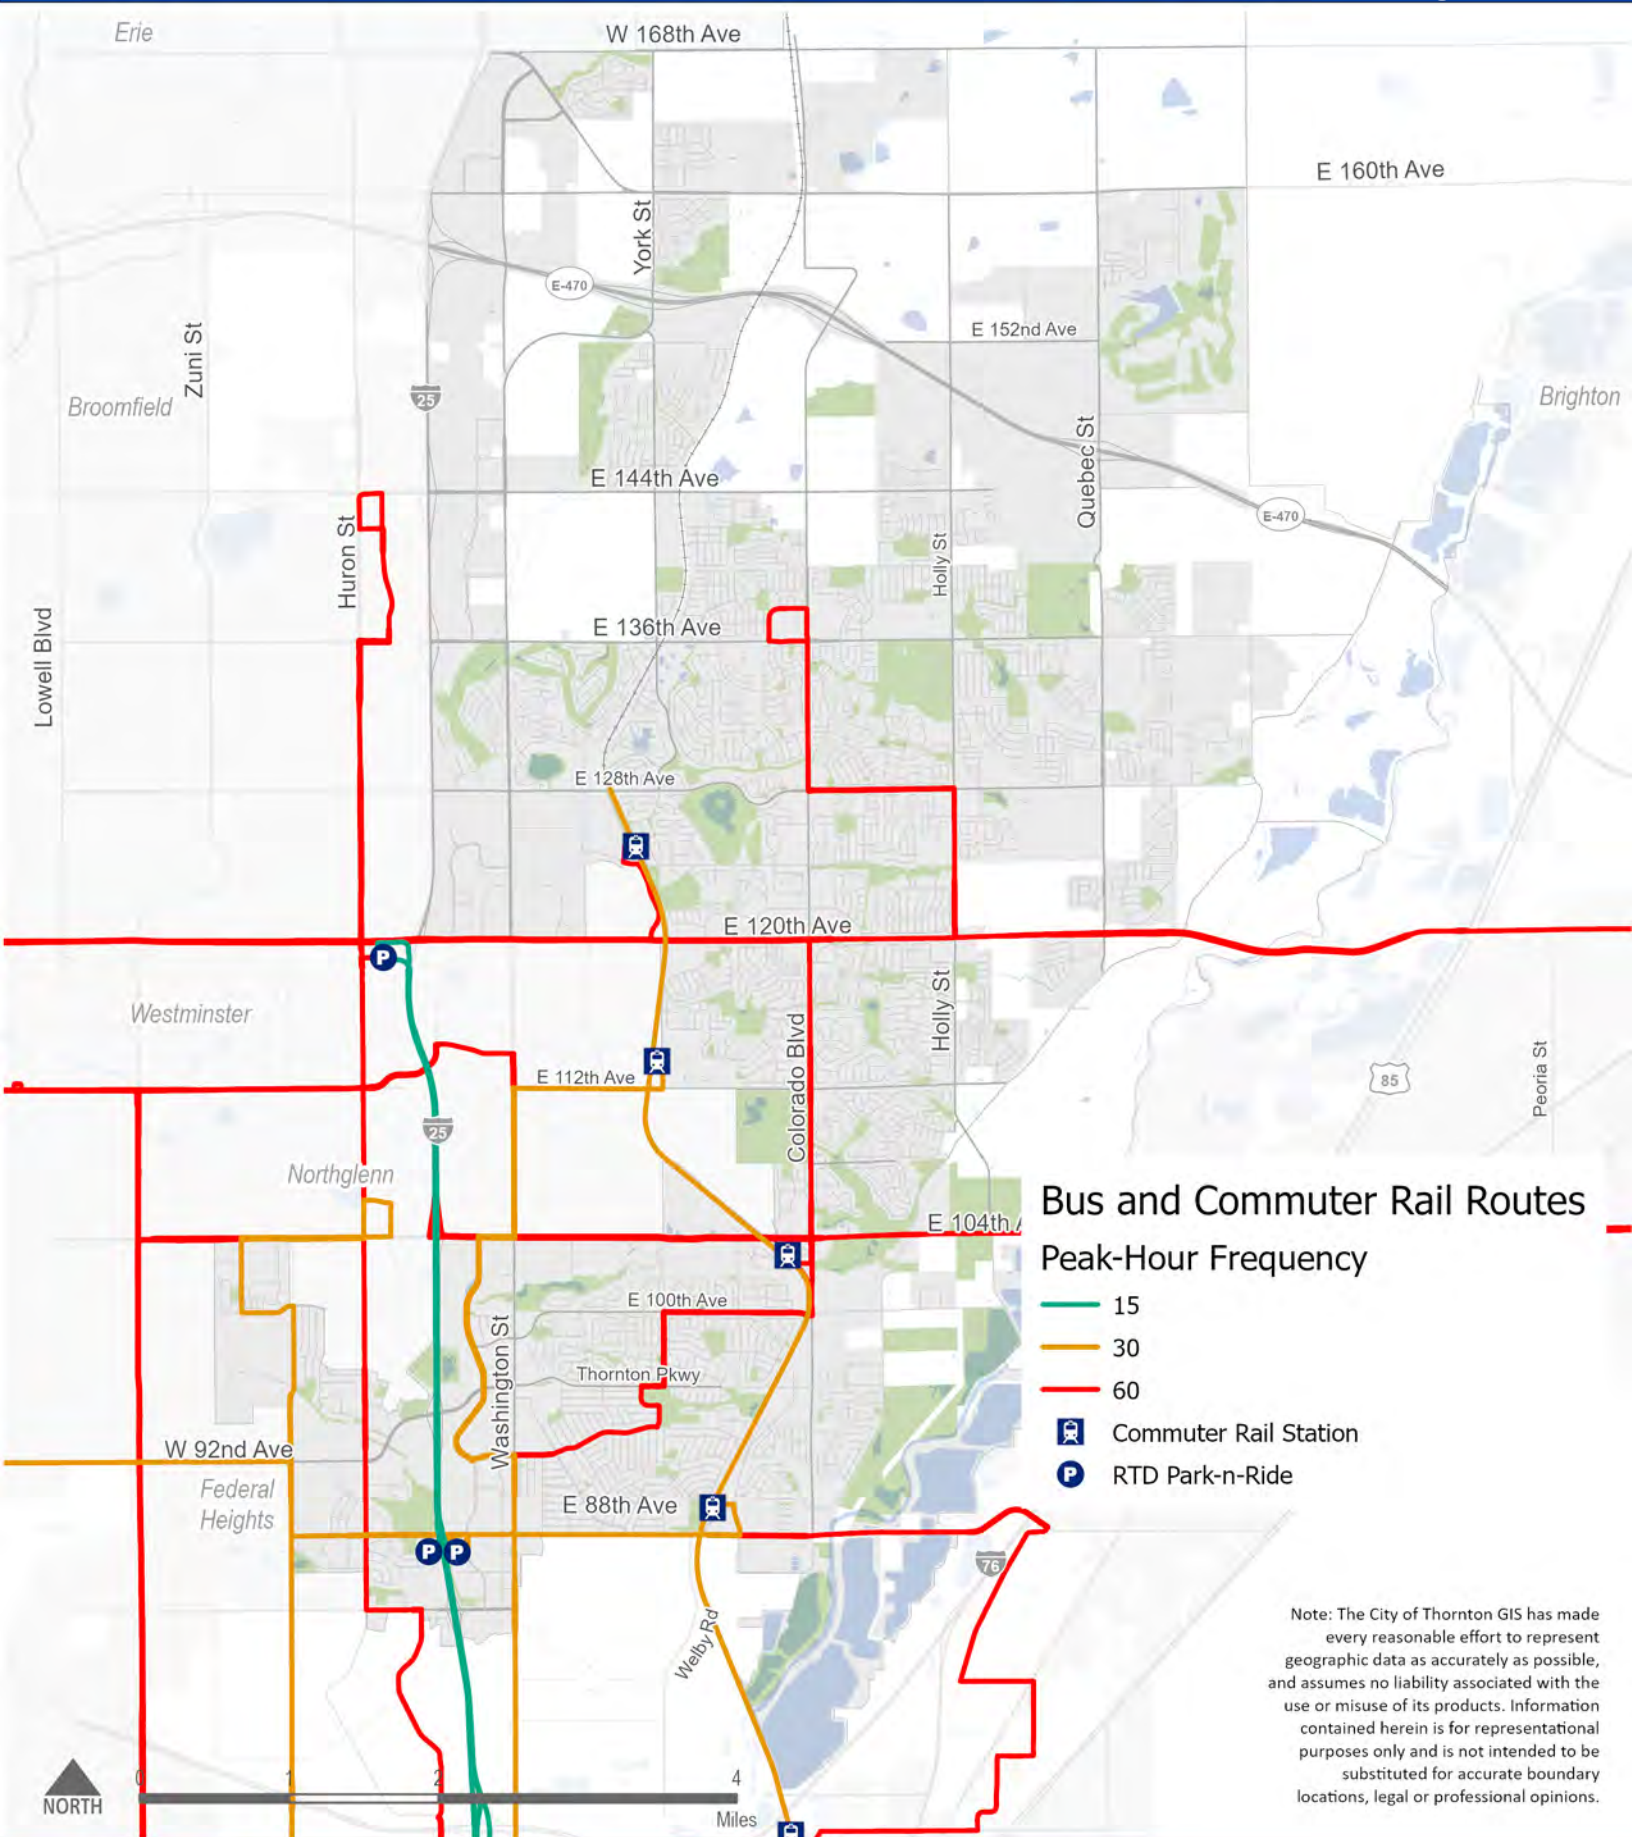 Erie
W 168th Ave
E 160th Ave
York St
E-470
Zuni St
E 152nd Ave
Broomfield
25
Brighton
Quebec St
E 144th Ave
E-470
Huron St
Holly St
Lowell Blvd
E 136th Ave
E 128th Ave
E 120th Ave
P
Westminster
Holly St
Colorado Blvd
E 112th Ave
85
Peoria St
25
Northglenn
E 104th A
Bus and Commuter Rail Routes
Peak-Hour Frequency
15
30
60
Commuter Rail Station
P RTD Park-n-Ride
E 100th Ave
Washington St
Thornton Pkwy
W 92nd Ave
Federal
Heights
E 88th Ave
P P
76
Welby Rd
Note: The City of Thornton GIS has made
every reasonable effort to represent
geographic data as accurately as possible,
and assumes no liability associated with the
use or misuse of its products. Information
contained herein is for representational
purposes only and is not intended to be
substituted for accurate boundary
locations, legal or professional opinions.
NORTH
0 1 2 4
Miles